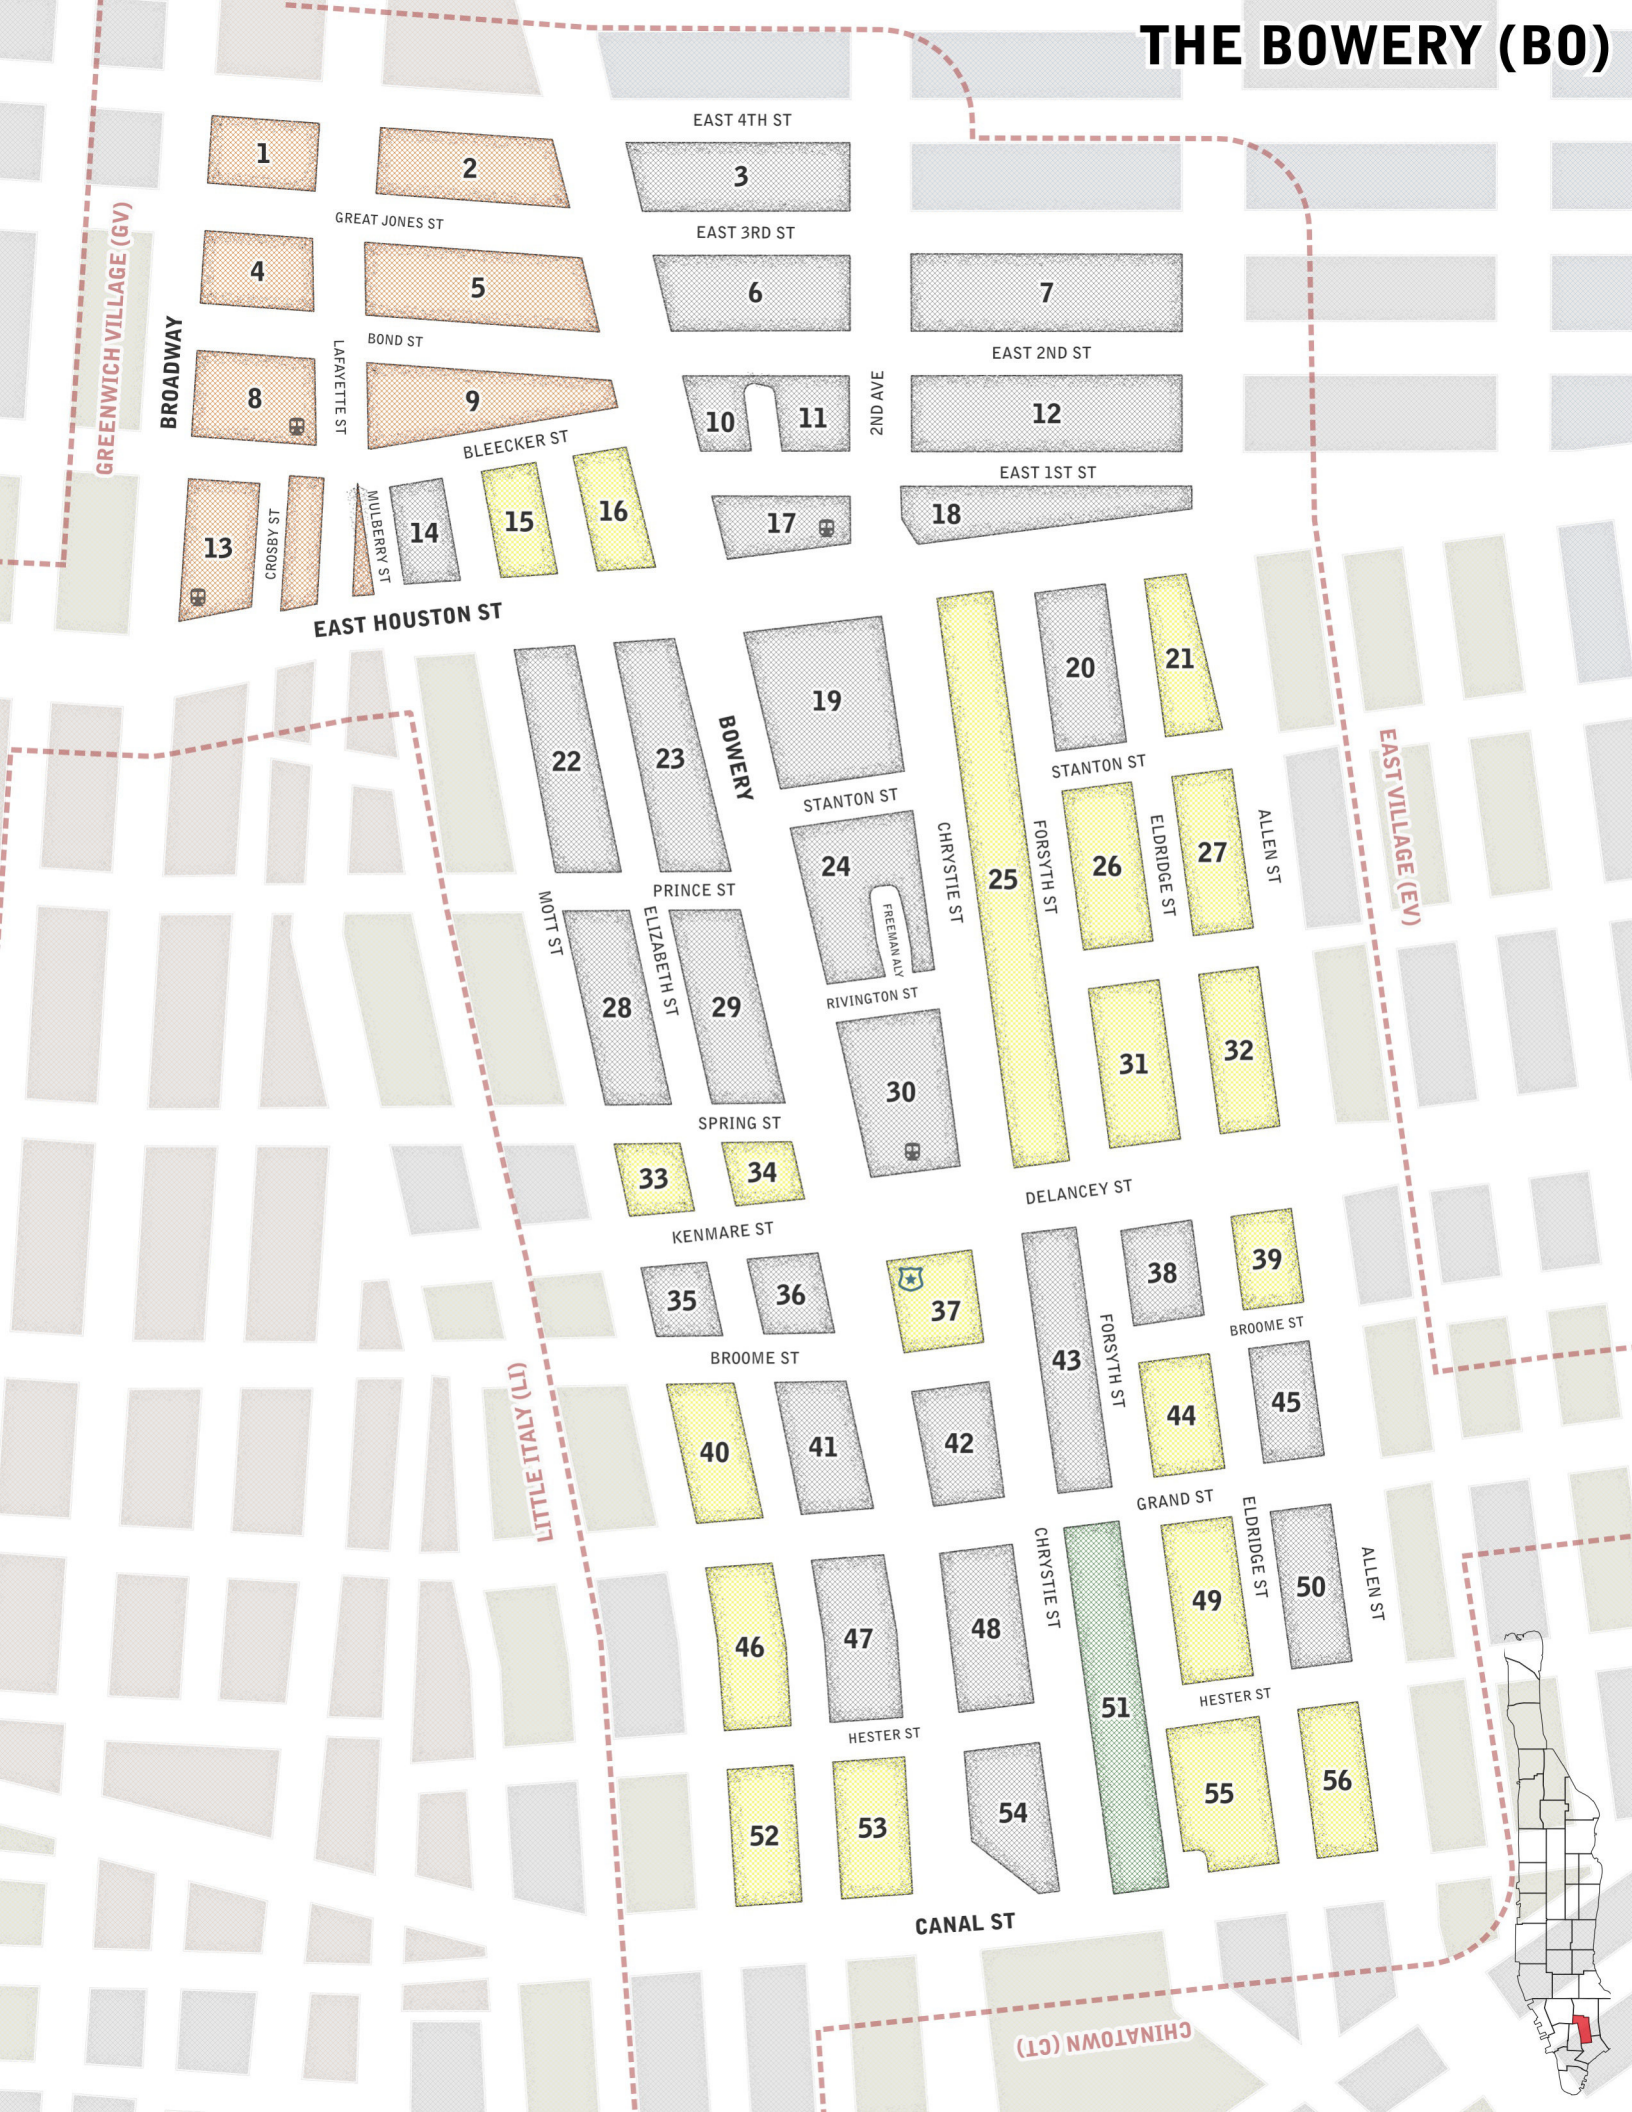 THE BOWERY (BO)
EAST 4TH ST
1
2
3
GREAT JONES ST
EAST 3RD ST
GREENWICH VILLAGE (GV)
4
5
6
7
BROADWAY
LAFAYETTE ST
BOND ST
EAST 2ND ST
2ND AVE
8
9
10
11
12
BLEECKER ST
EAST 1ST ST
13
CROSBY ST
MULBERRY ST
14
15
16
17
18
EAST HOUSTON ST
19
20
21
22
23
BOWERY
STANTON ST
STANTON ST
EAST VILLAGE (EV)
24
CHRYSTIE ST
25
FORSYTH ST
26
ELDRIDGE ST
27
ALLEN ST
PRINCE ST
MOTT ST
ELIZABETH ST
FREEMAN ALY
RIVINGTON ST
28
29
30
31
32
SPRING ST
33
34
DELANCEY ST
KENMARE ST
35
36
37
38
39
BROOME ST
BROOME ST
43
FORSYTH ST
LITTLE ITALY (LI)
40
41
42
44
45
GRAND ST
CHRYSTIE ST
ELDRIDGE ST
ALLEN ST
46
47
48
49
50
51
HESTER ST
HESTER ST
52
53
54
55
56
CANAL ST
CHINATOWN (CT)